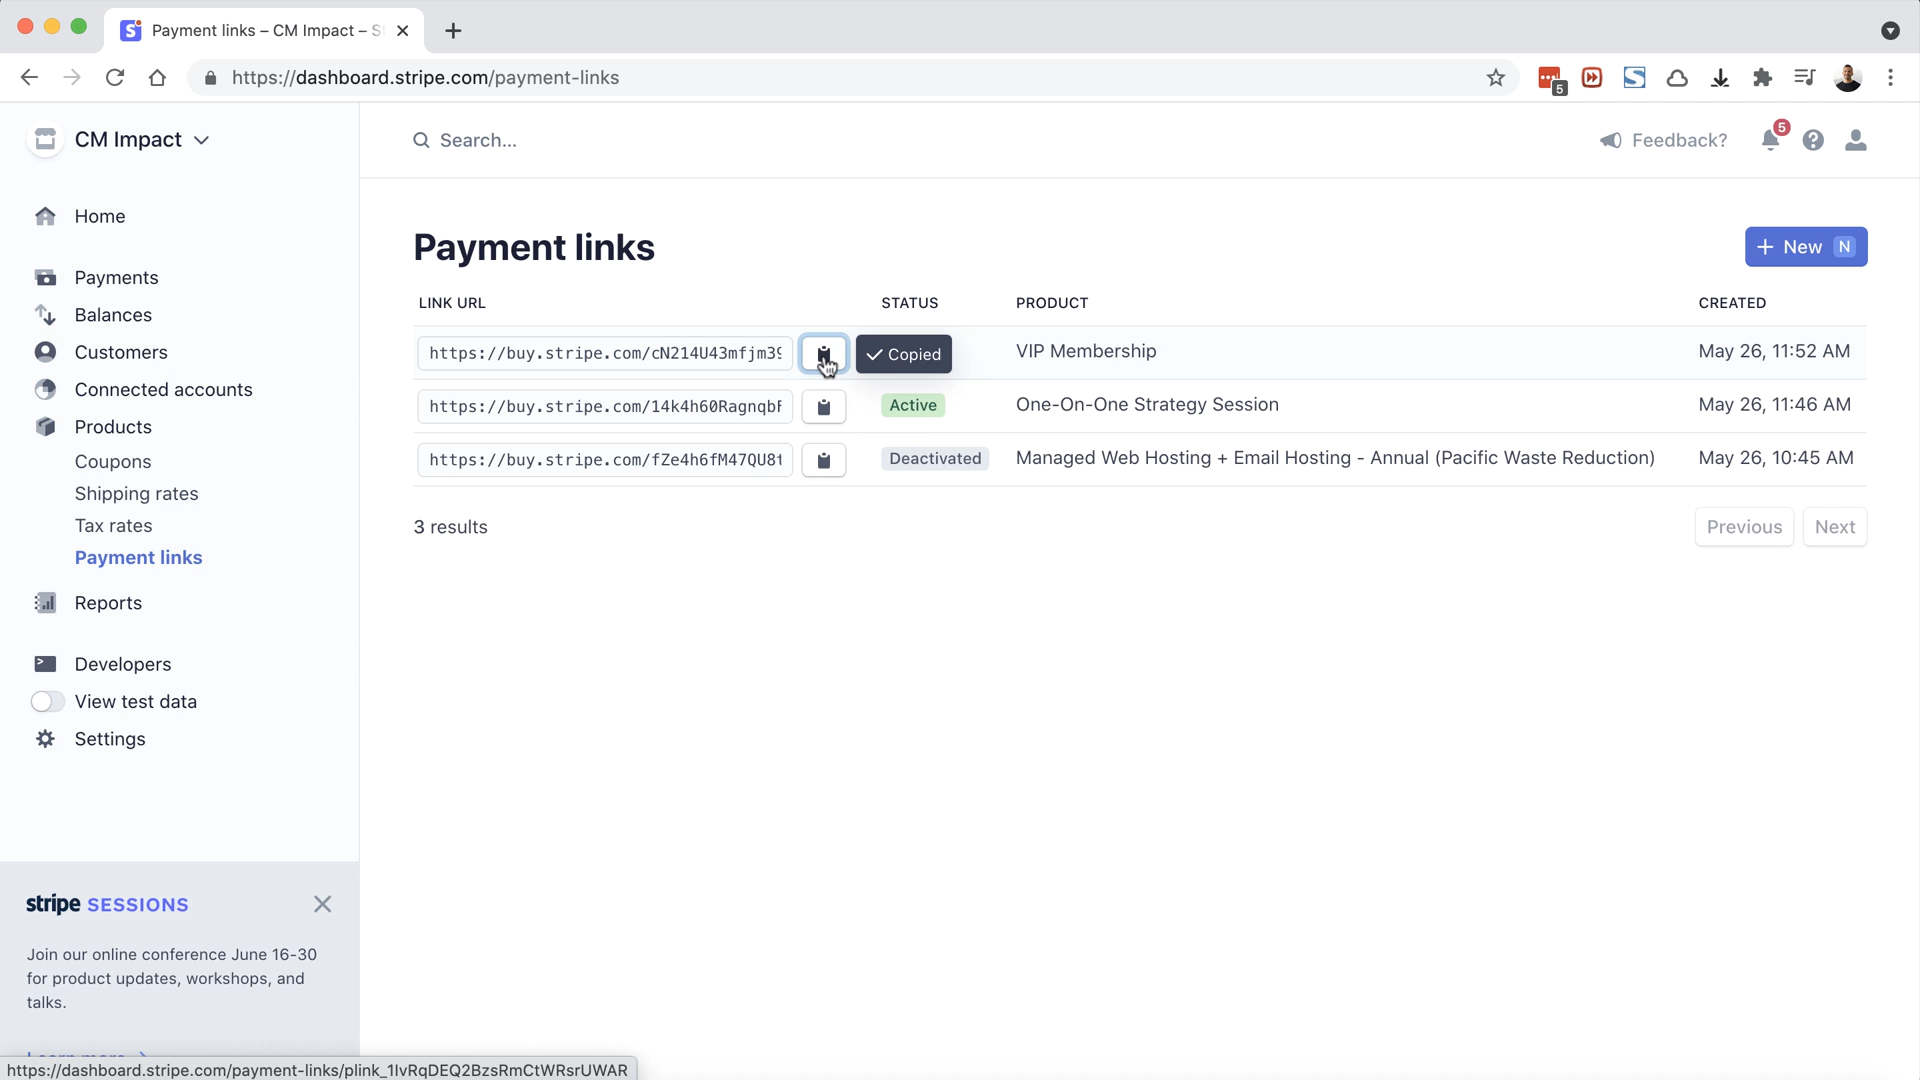 Payment links – CM Impact – S
https://dashboard.stripe.com/payment-links
5
CM Impact
Search...
Feedback?
5
Home
Payments
Balances
Customers
Connected accounts
Products
Coupons
Shipping rates
Tax rates
Payment links
Reports
Developers
View test data
Settings
Payment links
New N
LINK URL STATUS PRODUCT CREATED
https://buy.stripe.com/cN214U43mfjm39 Copied VIP Membership May 26, 11:52 AM
https://buy.stripe.com/14k4h60Ragnqbf Active One-On-One Strategy Session May 26, 11:46 AM
https://buy.stripe.com/fZe4h6fM47QU8t Deactivated Managed Web Hosting + Email Hosting - Annual (Pacific Waste Reduction) May 26, 10:45 AM
3 results
Previous Next
stripe SESSIONS
Join our online conference June 16-30
for product updates, workshops, and
talks.
Learn more
https://dashboard.stripe.com/payment-links/plink_1IvRqDEQ2BzsRmCtWRsrUWAR